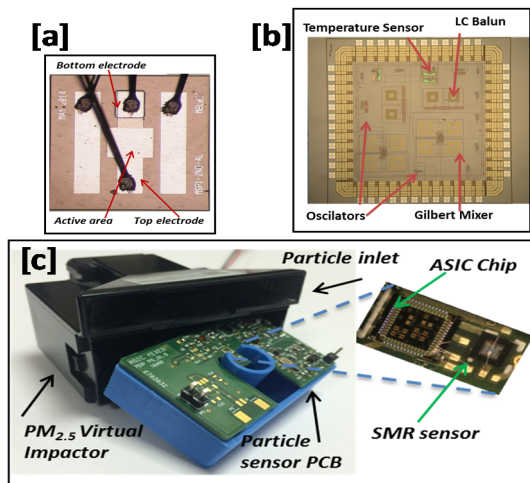 [a]
Bottom electrode
Active area
Top electrode
[b]
Temperature Sensor
LC Balun
Oscilators
Gilbert Mixer
[c]
Particle inlet
ASIC Chip
PM2.5 Virtual
Impactor
Particle
sensor PCB
SMR sensor